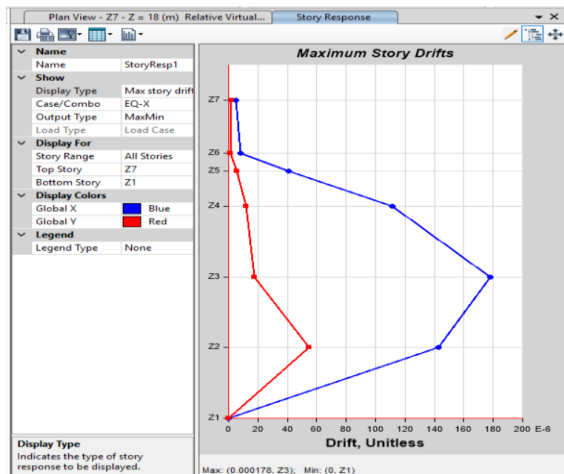 Plan View - Z7 - Z = 18 (m) Relative Virtual...
Story Response
Name
Name StoryResp1
Show
Display Type Max story drift
Case/Combo EQ-X
Output Type MaxMin
Load Type Load Case
Display For
Story Range All Stories
Top Story Z7
Bottom Story Z1
Display Colors
Global X Blue
Global Y Red
Legend
Legend Type None
Display Type
Indicates the type of story
response to be displayed.
Maximum Story Drifts
Z7
Z6
Z5
Z4
Z3
Z2
Z1
0 20 40 60 80 100 120 140 160 180 200 E-6
Drift, Unitless
Max: (0.000178, Z3); Min: (0, Z1)